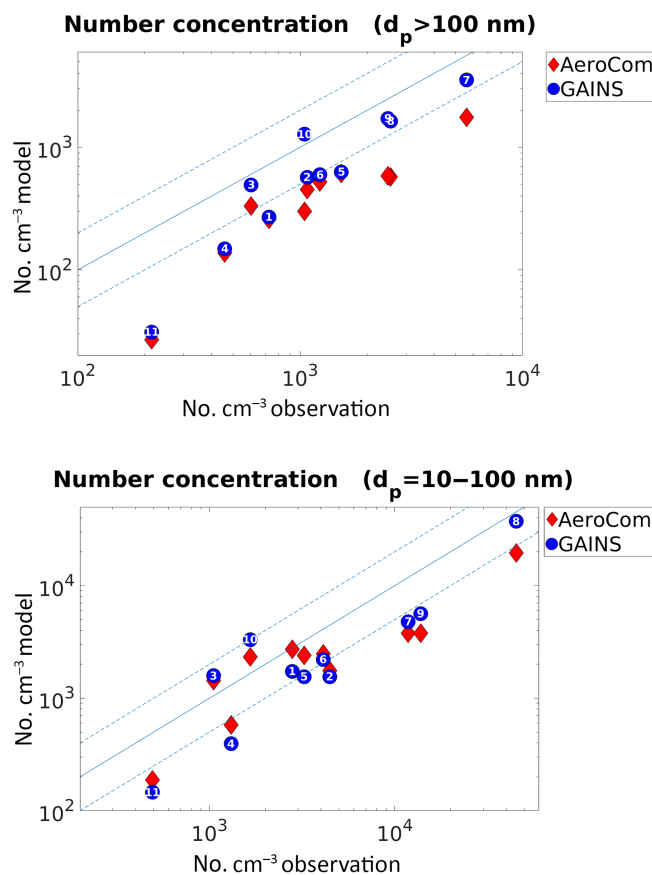 Number concentration (dp>100 nm)
AeroCom
GAINS
7
9
8
10
3
2
6
5
1
4
11
10³
10²
10² 10³ 10⁴
No. cm⁻³ model
No. cm⁻³ observation
Number concentration (dp=10−100 nm)
AeroCom
GAINS
8
9
7
10
6
3
1
5
2
4
11
10⁴
10³
10²
10³ 10⁴
No. cm⁻³ model
No. cm⁻³ observation